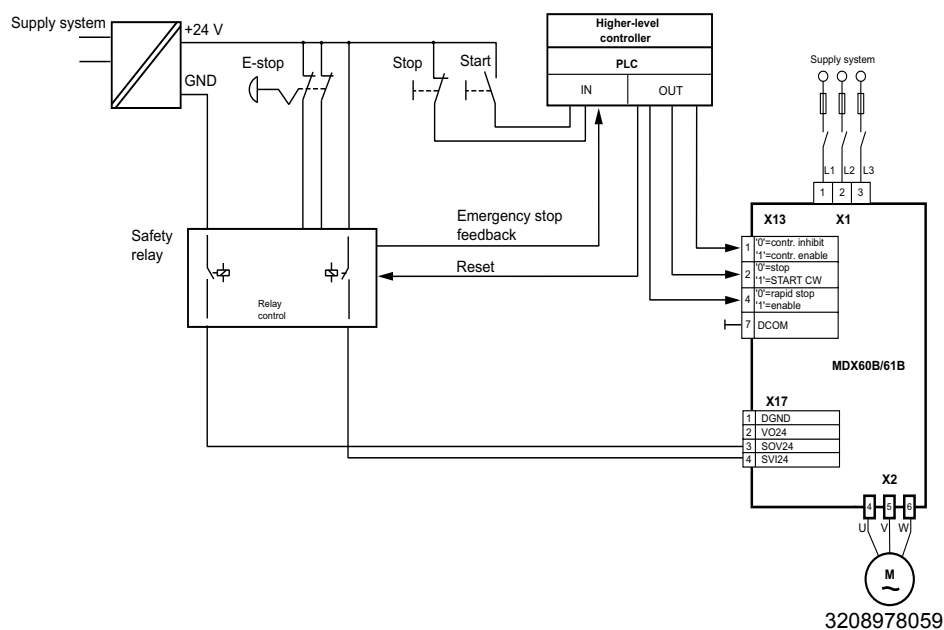 Supply system
+24 V
GND
E-stop
Stop
Start
Higher-level
controller
PLC
IN
OUT
Supply system
L1
L2
L3
1
2
3
X13
X1
1
'0'=contr. inhibit
'1'=contr. enable
2
'0'=stop
'1'=START CW
4
'0'=rapid stop
'1'=enable
7
DCOM
Emergency stop
feedback
Reset
Safety
relay
Relay
control
MDX60B/61B
X17
1 DGND
2 VO24
3 SOV24
4 SVI24
X2
4
5
6
U
V
W
M
3208978059